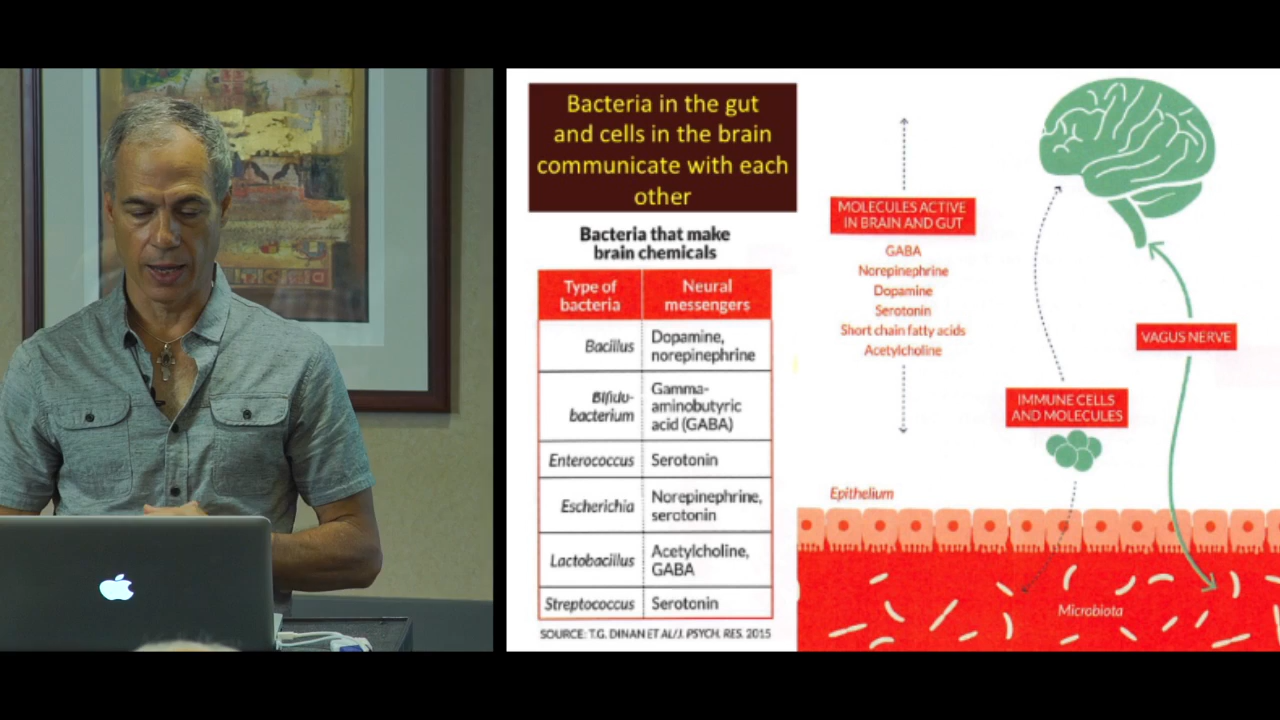 Bacteria in the gut
and cells in the brain
communicate with each
other
Bacteria that make
brain chemicals
Type of
bacteria
Neural
messengers
Bacillus
Dopamine,
norepinephrine
Bifido-
bacterium
Gamma-
aminobutyric
acid (GABA)
Enterococcus
Serotonin
Escherichia
Norepinephrine,
serotonin
Lactobacillus
Acetylcholine,
GABA
Streptococcus
Serotonin
SOURCE: T.G. DINAN ET AL/J. PSYCH. RES. 2015
MOLECULES ACTIVE
IN BRAIN AND GUT
GABA
Norepinephrine
Dopamine
Serotonin
Short chain fatty acids
Acetylcholine
VAGUS NERVE
IMMUNE CELLS
AND MOLECULES
Epithelium
Microbiota